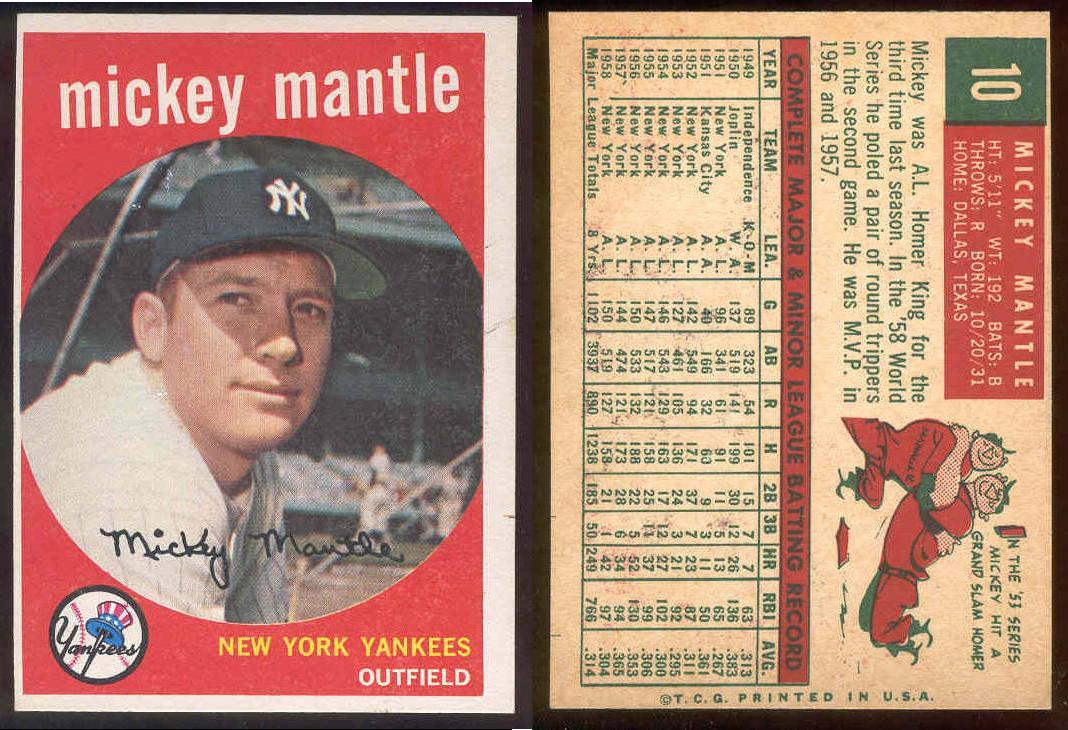 mickey mantle
NY
Mickey Mantle
Yankees
NEW YORK YANKEES
OUTFIELD
10
MICKEY MANTLE
HT: 5'11" WT: 192 BATS: B
THROWS: R BORN: 10/20/31
HOME: DALLAS, TEXAS
Mickey was A.L. Homer King for the
third time last season. In the '58 World
Series he poled a pair of round trippers
in the second game. He was M.V.P. in
1956 and 1957.
IN THE '53 SERIES
MICKEY HIT A
GRAND SLAM HOMER
COMPLETE MAJOR & MINOR LEAGUE BATTING RECORD
YEAR TEAM LEA. G AB R H 2B 3B HR RBI AVG.
1949 Independence K-O-M 89 323 54 101 15 7 7 63 .313
1950 Joplin W. A. 137 519 141 199 30 12 26 136 .383
1951 New York A. L. 96 341 61 91 11 5 13 65 .267
1951 Kansas City A. A. 40 166 32 60 9 3 11 50 .361
1952 New York A. L. 142 549 94 171 37 7 23 87 .311
1953 New York A. L. 127 461 105 136 24 3 21 92 .295
1954 New York A. L. 146 543 129 163 17 12 27 102 .300
1955 New York A. L. 147 517 121 158 25 11 37 99 .306
1956 New York A. L. 150 533 132 188 22 5 52 130 .353
1957 New York A. L. 144 474 121 173 28 6 34 94 .365
1958 New York A. L. 150 519 127 158 21 1 42 97 .304
Major League Totals 8 Yrs. 1102 3937 890 1238 185 50 249 766 .314
©T.C.G. PRINTED IN U.S.A.